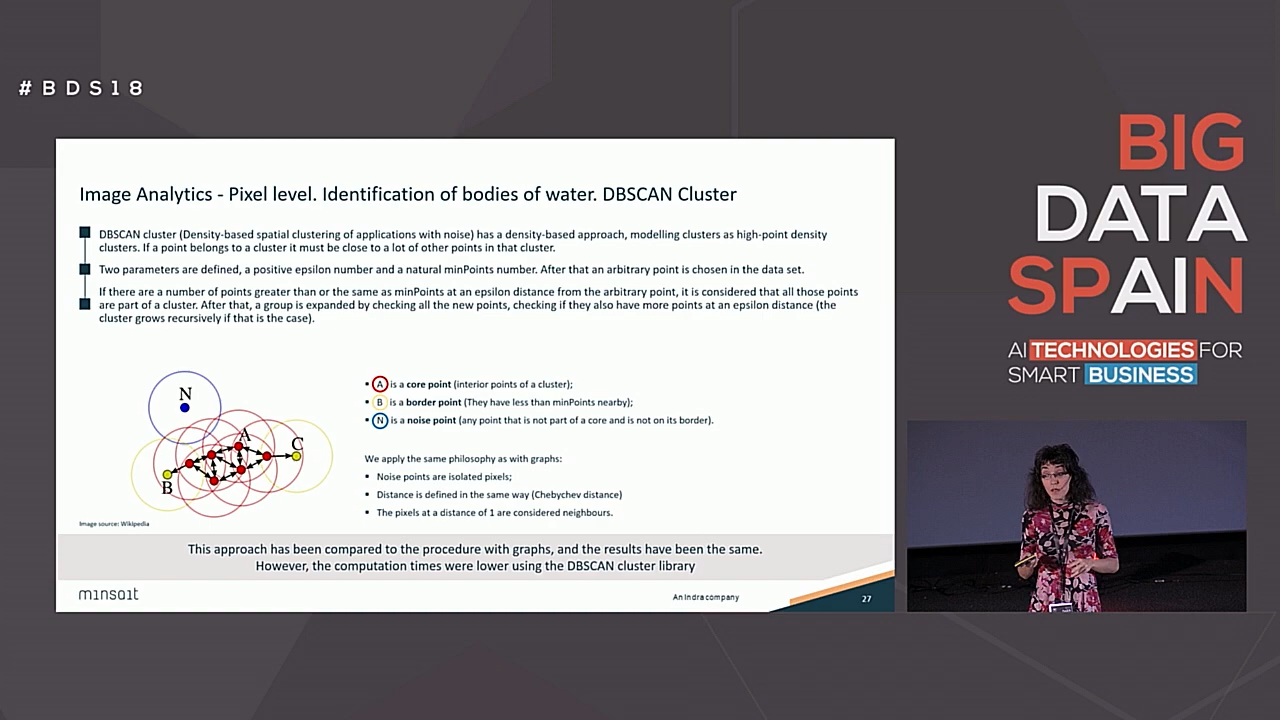 #BDS18
BIG
DATA
SPAIN
AI TECHNOLOGIES FOR
SMART BUSINESS
Image Analytics - Pixel level. Identification of bodies of water. DBSCAN Cluster
DBSCAN cluster (Density-based spatial clustering of applications with noise) has a density-based approach, modelling clusters as high-point density
clusters. If a point belongs to a cluster it must be close to a lot of other points in that cluster.
Two parameters are defined, a positive epsilon number and a natural minPoints number. After that an arbitrary point is chosen in the data set.
If there are a number of points greater than or the same as minPoints at an epsilon distance from the arbitrary point, it is considered that all those points
are part of a cluster. After that, a group is expanded by checking all the new points, checking if they also have more points at an epsilon distance (the
cluster grows recursively if that is the case).
N
A
C
B
Image source: Wikipedia
• A is a core point (interior points of a cluster);
• B is a border point (They have less than minPoints nearby);
• N is a noise point (any point that is not part of a core and is not on its border).
We apply the same philosophy as with graphs:
• Noise points are isolated pixels;
• Distance is defined in the same way (Chebychev distance)
• The pixels at a distance of 1 are considered neighbours.
This approach has been compared to the procedure with graphs, and the results have been the same.
However, the computation times were lower using the DBSCAN cluster library
minsait
An Indra company
27